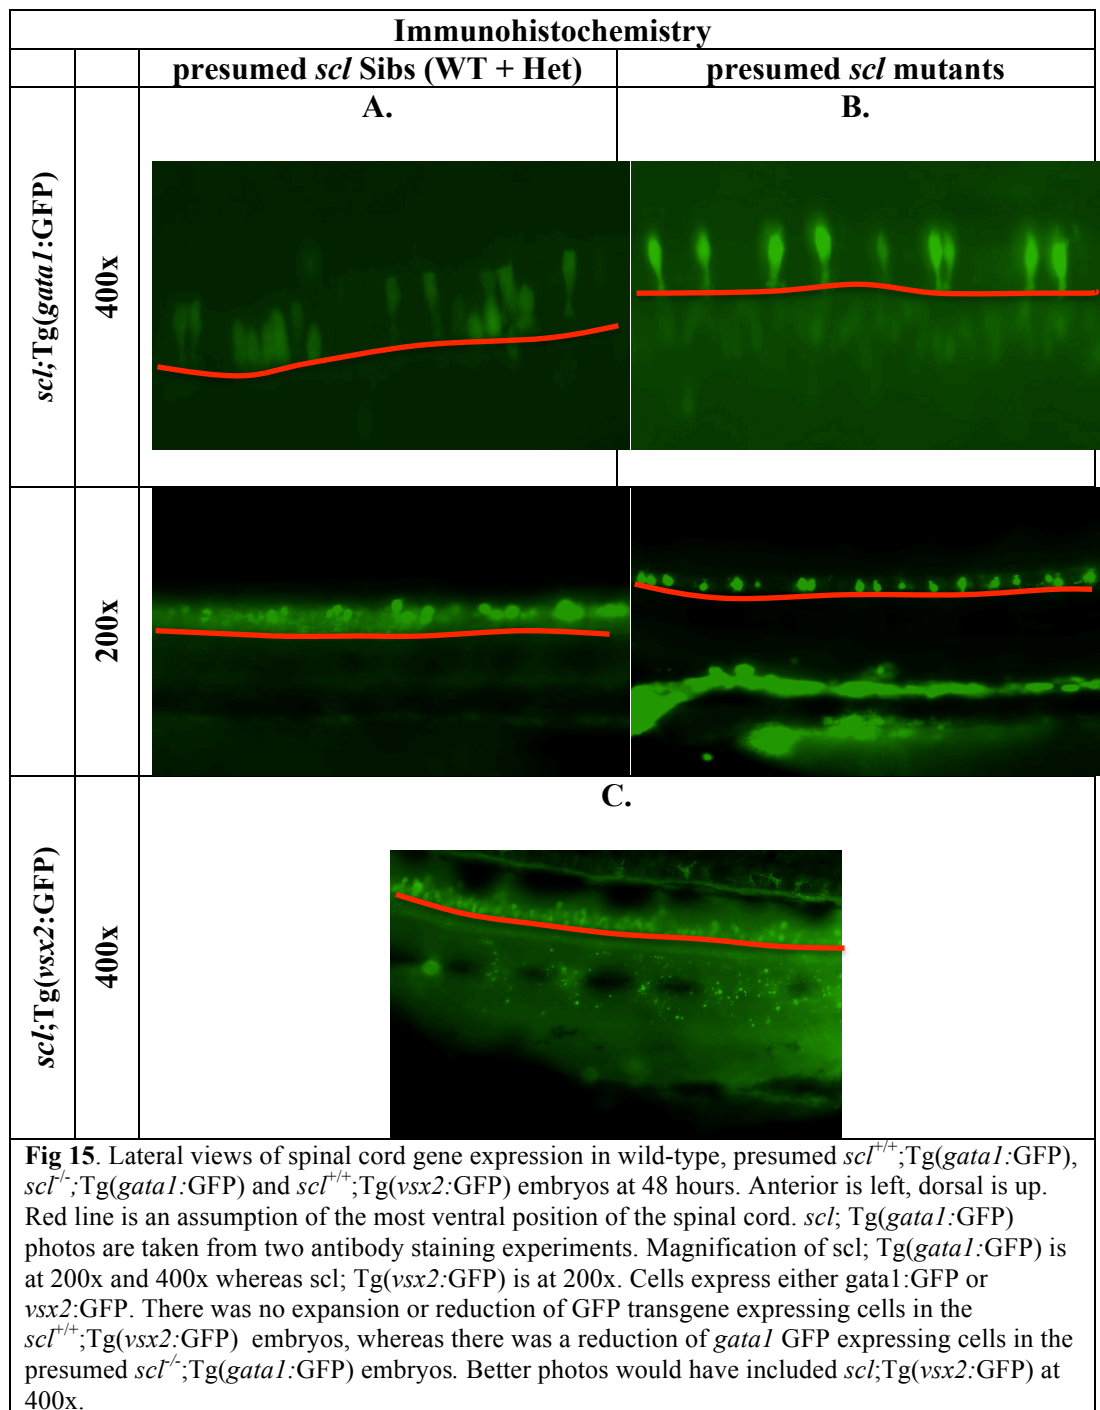 Immunohistochemistry
presumed scl Sibs (WT + Het)
presumed scl mutants
A.
B.
scl;Tg(gata1:GFP)
400x
200x
C.
scl;Tg(vsx2:GFP)
400x
Fig 15. Lateral views of spinal cord gene expression in wild-type, presumed scl+/+;Tg(gata1:GFP),
scl-/-;Tg(gata1:GFP) and scl+/+;Tg(vsx2:GFP) embryos at 48 hours. Anterior is left, dorsal is up.
Red line is an assumption of the most ventral position of the spinal cord. scl; Tg(gata1:GFP)
photos are taken from two antibody staining experiments. Magnification of scl; Tg(gata1:GFP) is
at 200x and 400x whereas scl; Tg(vsx2:GFP) is at 200x. Cells express either gata1:GFP or
vsx2:GFP. There was no expansion or reduction of GFP transgene expressing cells in the
scl+/+;Tg(vsx2:GFP) embryos, whereas there was a reduction of gata1 GFP expressing cells in the
presumed scl-/-;Tg(gata1:GFP) embryos. Better photos would have included scl;Tg(vsx2:GFP) at
400x.